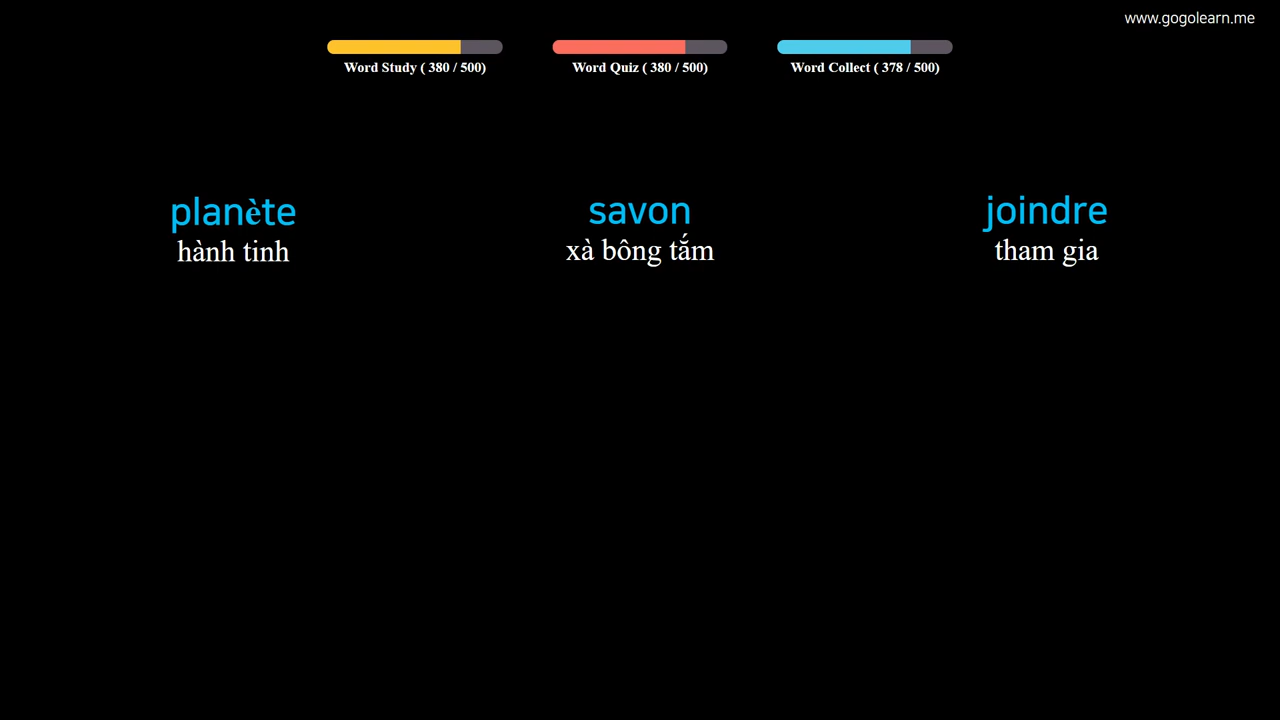 www.gogolearn.me
Word Study ( 380 / 500)
Word Quiz ( 380 / 500)
Word Collect ( 378 / 500)
planète
hành tinh
savon
xà bông tắm
joindre
tham gia